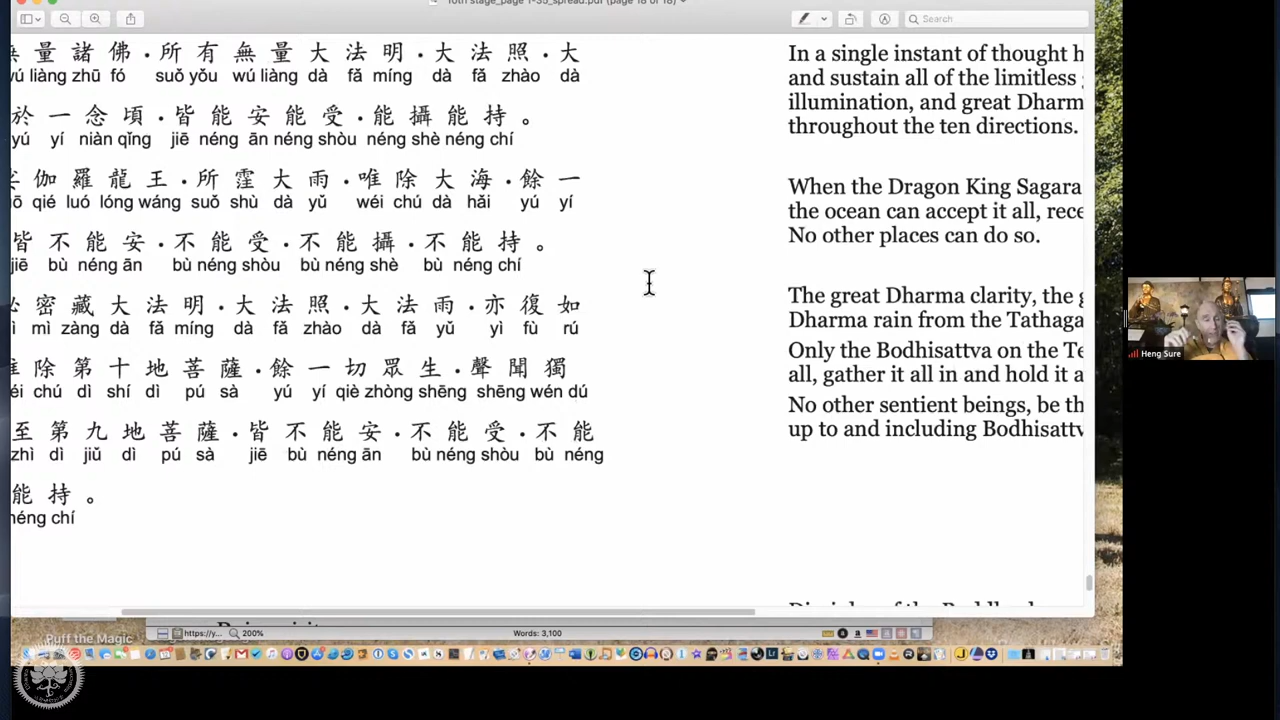 10th stage_page 1-35_spread.pdf (page 18 of 18)
Search
無 量 諸 佛 · 所 有 無 量 大 法 明 · 大 法 照 · 大
liàng zhū fó suǒ yǒu wú liàng dà fǎ míng dà fǎ zhào dà
於 一 念 頃 · 皆 能 安 能 受 · 能 攝 能 持 。
yú yí niàn qǐng jiē néng ān néng shòu néng shè néng chí
伽 羅 龍 王 · 所 霔 大 雨 · 唯 除 大 海 · 餘 一
qié luó lóng wáng suǒ shù dà yǔ wéi chú dà hǎi yú yí
皆 不 能 安 · 不 能 受 · 不 能 攝 · 不 能 持 。
jiē bù néng ān bù néng shòu bù néng shè bù néng chí
密 藏 大 法 明 · 大 法 照 · 大 法 雨 · 亦 復 如
mì zàng dà fǎ míng dà fǎ zhào dà fǎ yǔ yì fù rú
除 第 十 地 菩 薩 · 餘 一 切 眾 生 · 聲 聞 獨
chú dì shí dì pú sà yú yí qiè zhòng shēng shēng wén dú
至 第 九 地 菩 薩 · 皆 不 能 安 · 不 能 受 · 不 能
zhì dì jiǔ dì pú sà jiē bù néng ān bù néng shòu bù néng
能 持 。
néng chí
In a single instant of thought h
and sustain all of the limitless
illumination, and great Dharm
throughout the ten directions.
When the Dragon King Sagara
the ocean can accept it all, rece
No other places can do so.
The great Dharma clarity, the g
Dharma rain from the Tathaga
Only the Bodhisattva on the Te
all, gather it all in and hold it a
No other sentient beings, be th
up to and including Bodhisattv
Heng Sure
Puff the Magic
https://y...
200%
Words: 3,100